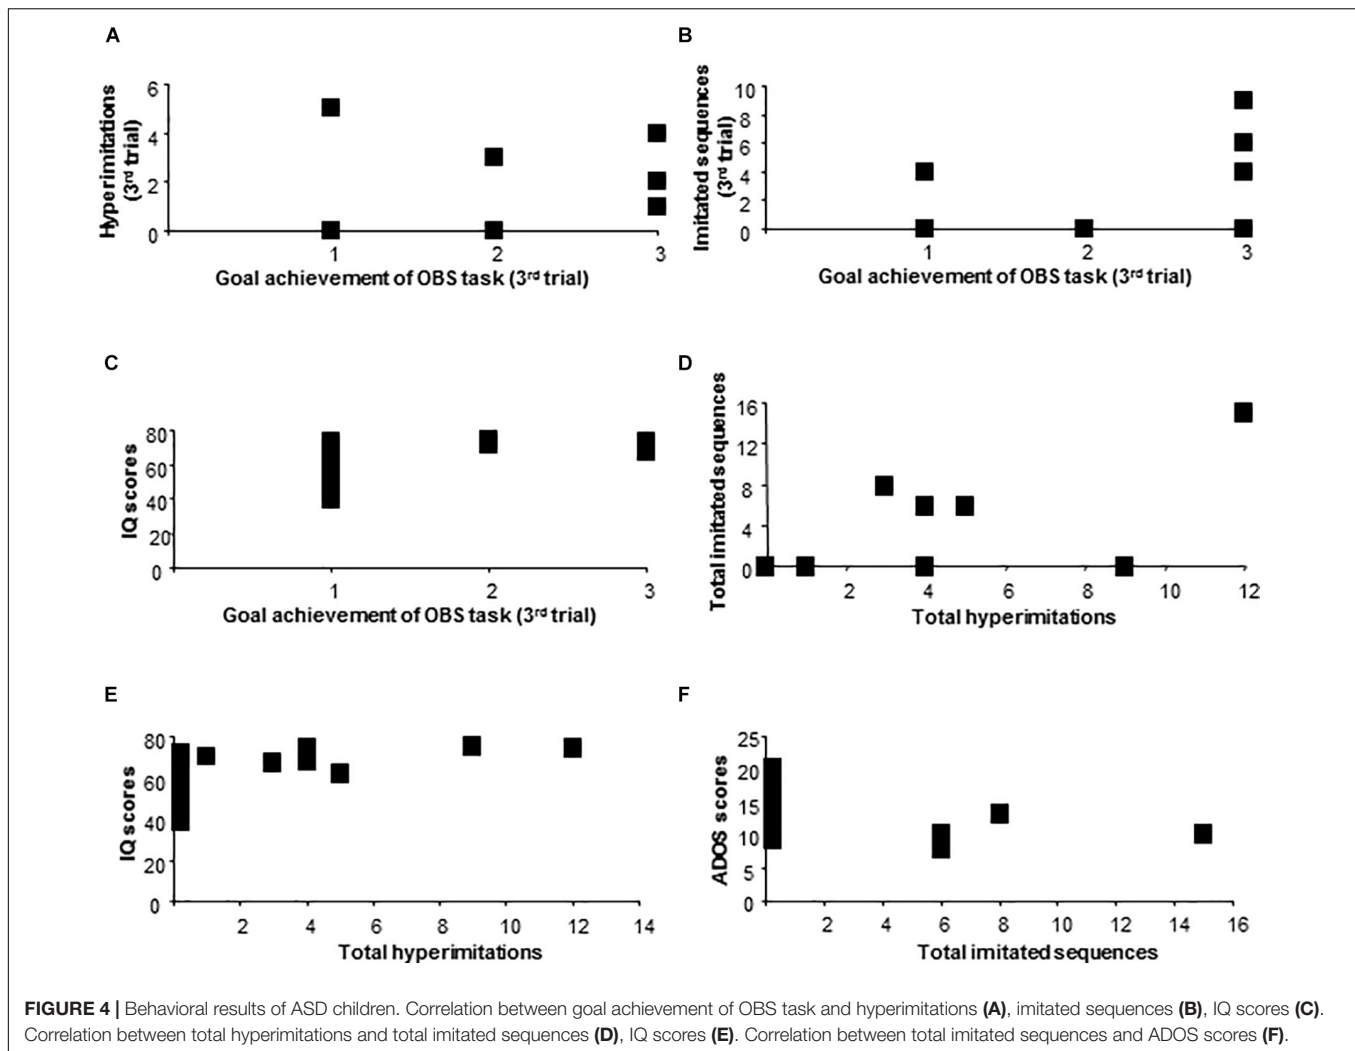 A
Hyperimitations
(3rd trial)
6
4
2
0
1
2
3
Goal achievement of OBS task (3rd trial)
B
Imitated sequences
(3rd trial)
10
8
6
4
2
0
1
2
3
Goal achievement of OBS task (3rd trial)
C
IQ scores
80
60
40
20
0
1
2
3
Goal achievement of OBS task (3rd trial)
D
Total imitated sequences
16
12
8
4
0
2
4
6
8
10
12
Total hyperimitations
E
IQ scores
80
60
40
20
0
2
4
6
8
10
12
14
Total hyperimitations
F
ADOS scores
25
20
15
10
5
0
2
4
6
8
10
12
14
16
Total imitated sequences
FIGURE 4 | Behavioral results of ASD children. Correlation between goal achievement of OBS task and hyperimitations (A), imitated sequences (B), IQ scores (C).
Correlation between total hyperimitations and total imitated sequences (D), IQ scores (E). Correlation between total imitated sequences and ADOS scores (F).